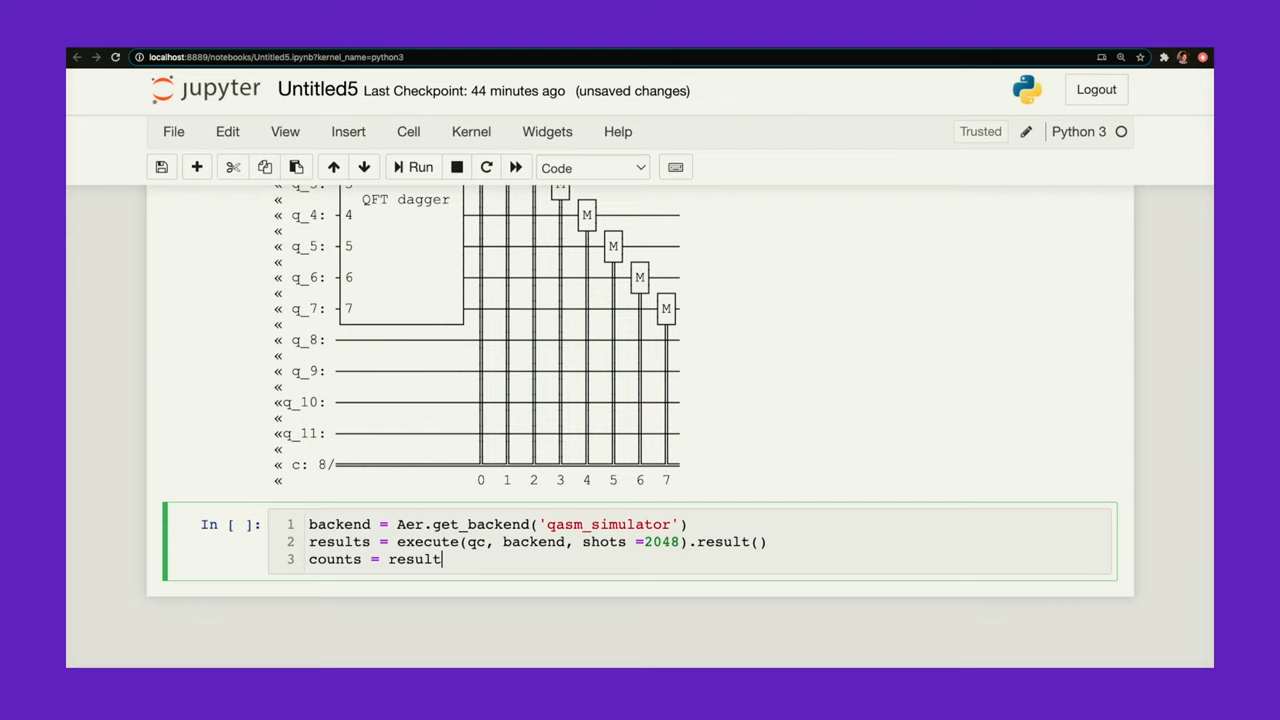 localhost:8889/notebooks/Untitled5.ipynb?kernel_name=python3
jupyter Untitled5 Last Checkpoint: 44 minutes ago (unsaved changes) Logout
File Edit View Insert Cell Kernel Widgets Help Trusted Python 3
Run Code
QFT dagger
« q_4: 4 M
«
« q_5: 5 M
«
« q_6: 6 M
«
« q_7: 7 M
«
« q_8:
«
« q_9:
«
«q_10:
«
«q_11:
«
« c: 8/
« 0 1 2 3 4 5 6 7
In [ ]: 1 backend = Aer.get_backend('qasm_simulator')
2 results = execute(qc, backend, shots =2048).result()
3 counts = result